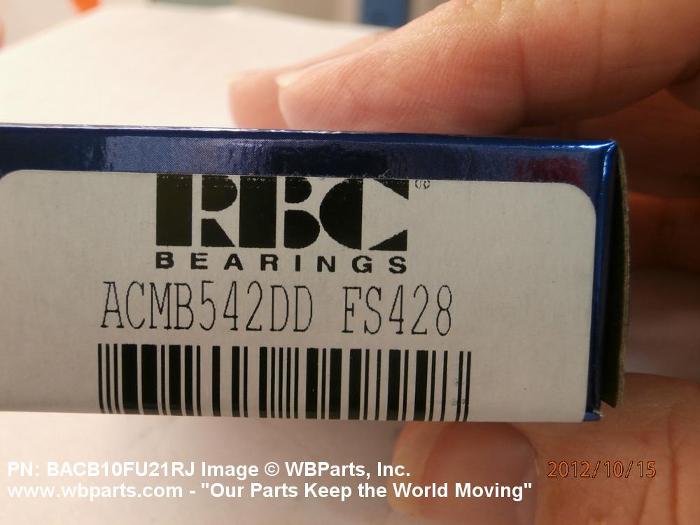 RBC®
BEARINGS
ACMB542DD FS428
PN: BACB10FU21RJ Image © WBParts, Inc.
2012/10/15
www.wbparts.com - "Our Parts Keep the World Moving"